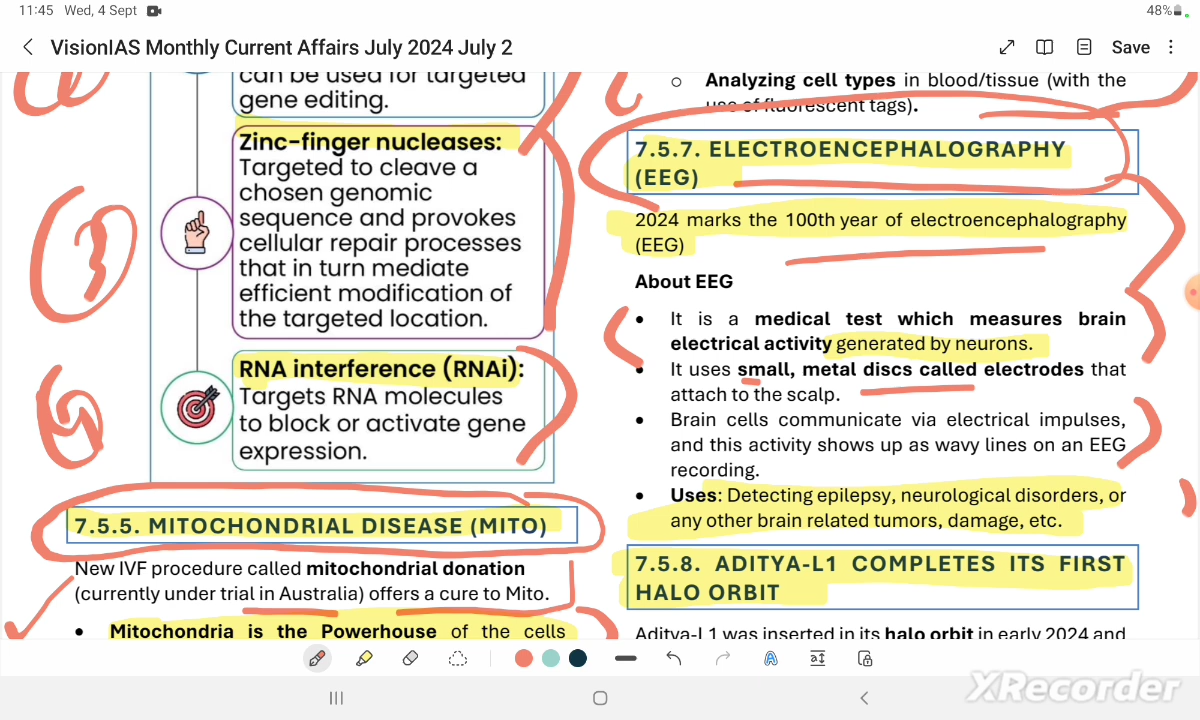 11:45 Wed, 4 Sept
48%
VisionIAS Monthly Current Affairs July 2024 July 2
Save
can be used for targeted
gene editing.
Zinc-finger nucleases:
Targeted to cleave a
chosen genomic
sequence and provokes
cellular repair processes
that in turn mediate
efficient modification of
the targeted location.
RNA interference (RNAi):
Targets RNA molecules
to block or activate gene
expression.
7.5.5. MITOCHONDRIAL DISEASE (MITO)
New IVF procedure called mitochondrial donation
(currently under trial in Australia) offers a cure to Mito.
• Mitochondria is the Powerhouse of the cells
o Analyzing cell types in blood/tissue (with the
use of fluorescent tags).
7.5.7. ELECTROENCEPHALOGRAPHY
(EEG)
2024 marks the 100th year of electroencephalography
(EEG)
About EEG
• It is a medical test which measures brain
electrical activity generated by neurons.
• It uses small, metal discs called electrodes that
attach to the scalp.
• Brain cells communicate via electrical impulses,
and this activity shows up as wavy lines on an EEG
recording.
• Uses: Detecting epilepsy, neurological disorders, or
any other brain related tumors, damage, etc.
7.5.8. ADITYA-L1 COMPLETES ITS FIRST
HALO ORBIT
Aditya-L1 was inserted in its halo orbit in early 2024 and
XRecorder